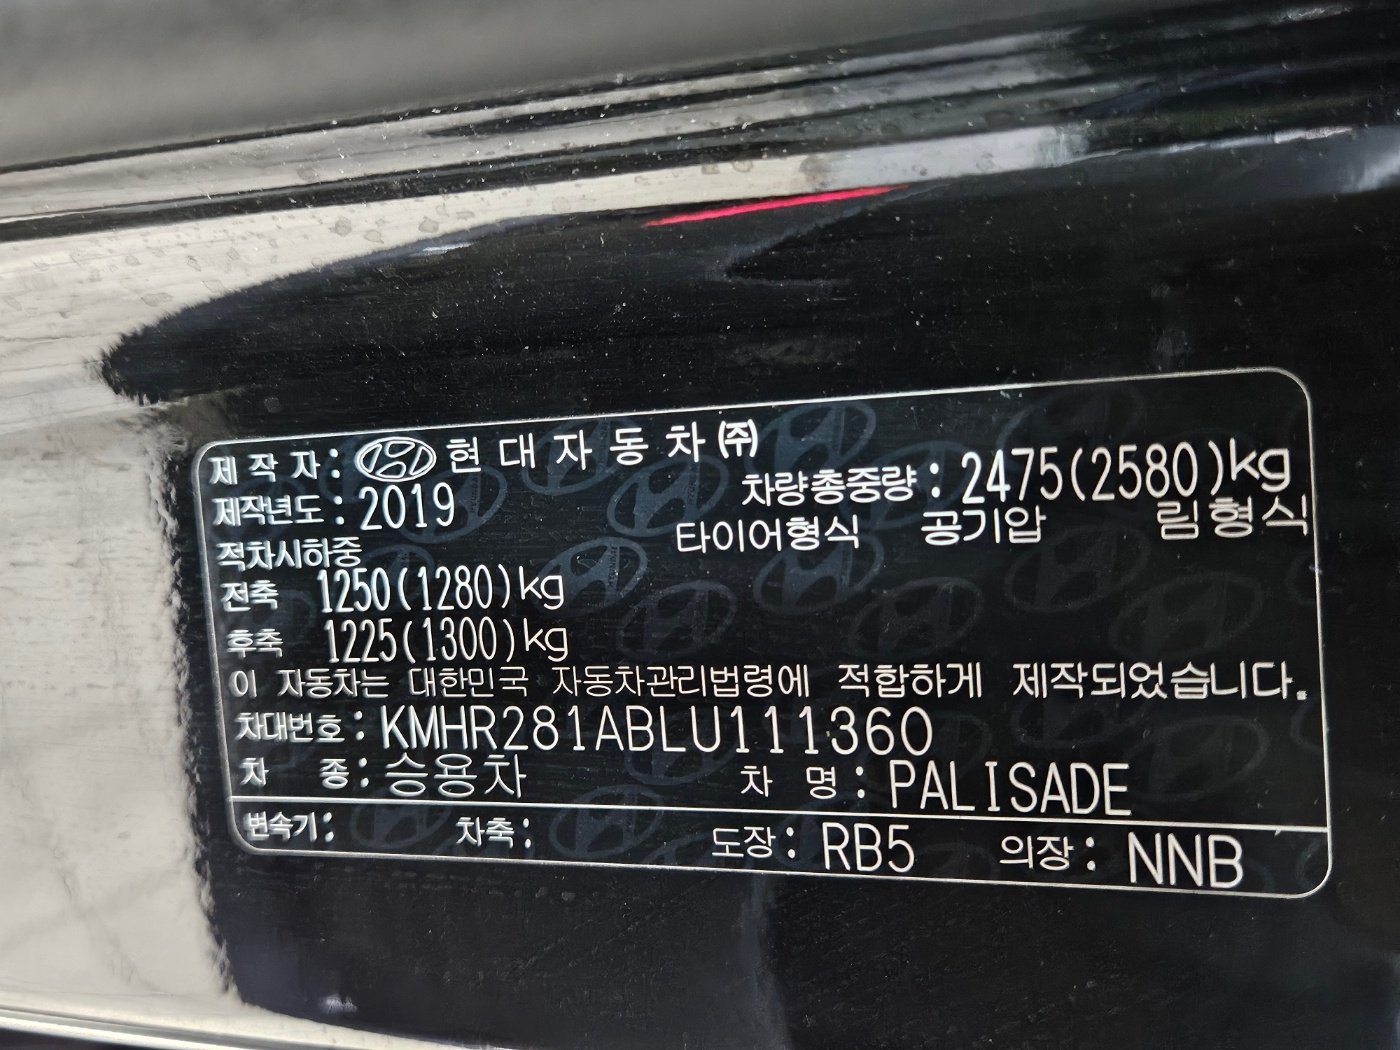 제 작 자: 현대자동차㈜
제작년도: 2019
차량총중량: 2475(2580)kg
적차시하중
타이어형식 공기압 림형식
전축 1250(1280)kg
후축 1225(1300)kg
이 자동차는 대한민국 자동차관리법령에 적합하게 제작되었습니다.
차대번호: KMHR281ABLU111360
차 종: 승용차 차 명: PALISADE
변속기: 차축: 도장: RB5 의장: NNB